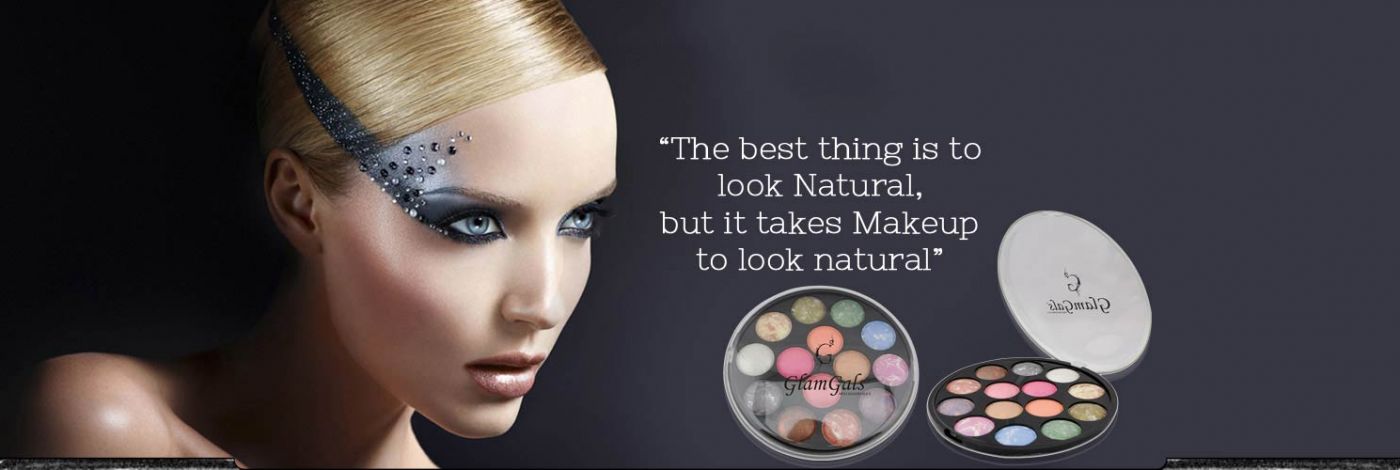 “The best thing is to
look Natural,
but it takes Makeup
to look natural”
G
GlamGals
G
GlamGals